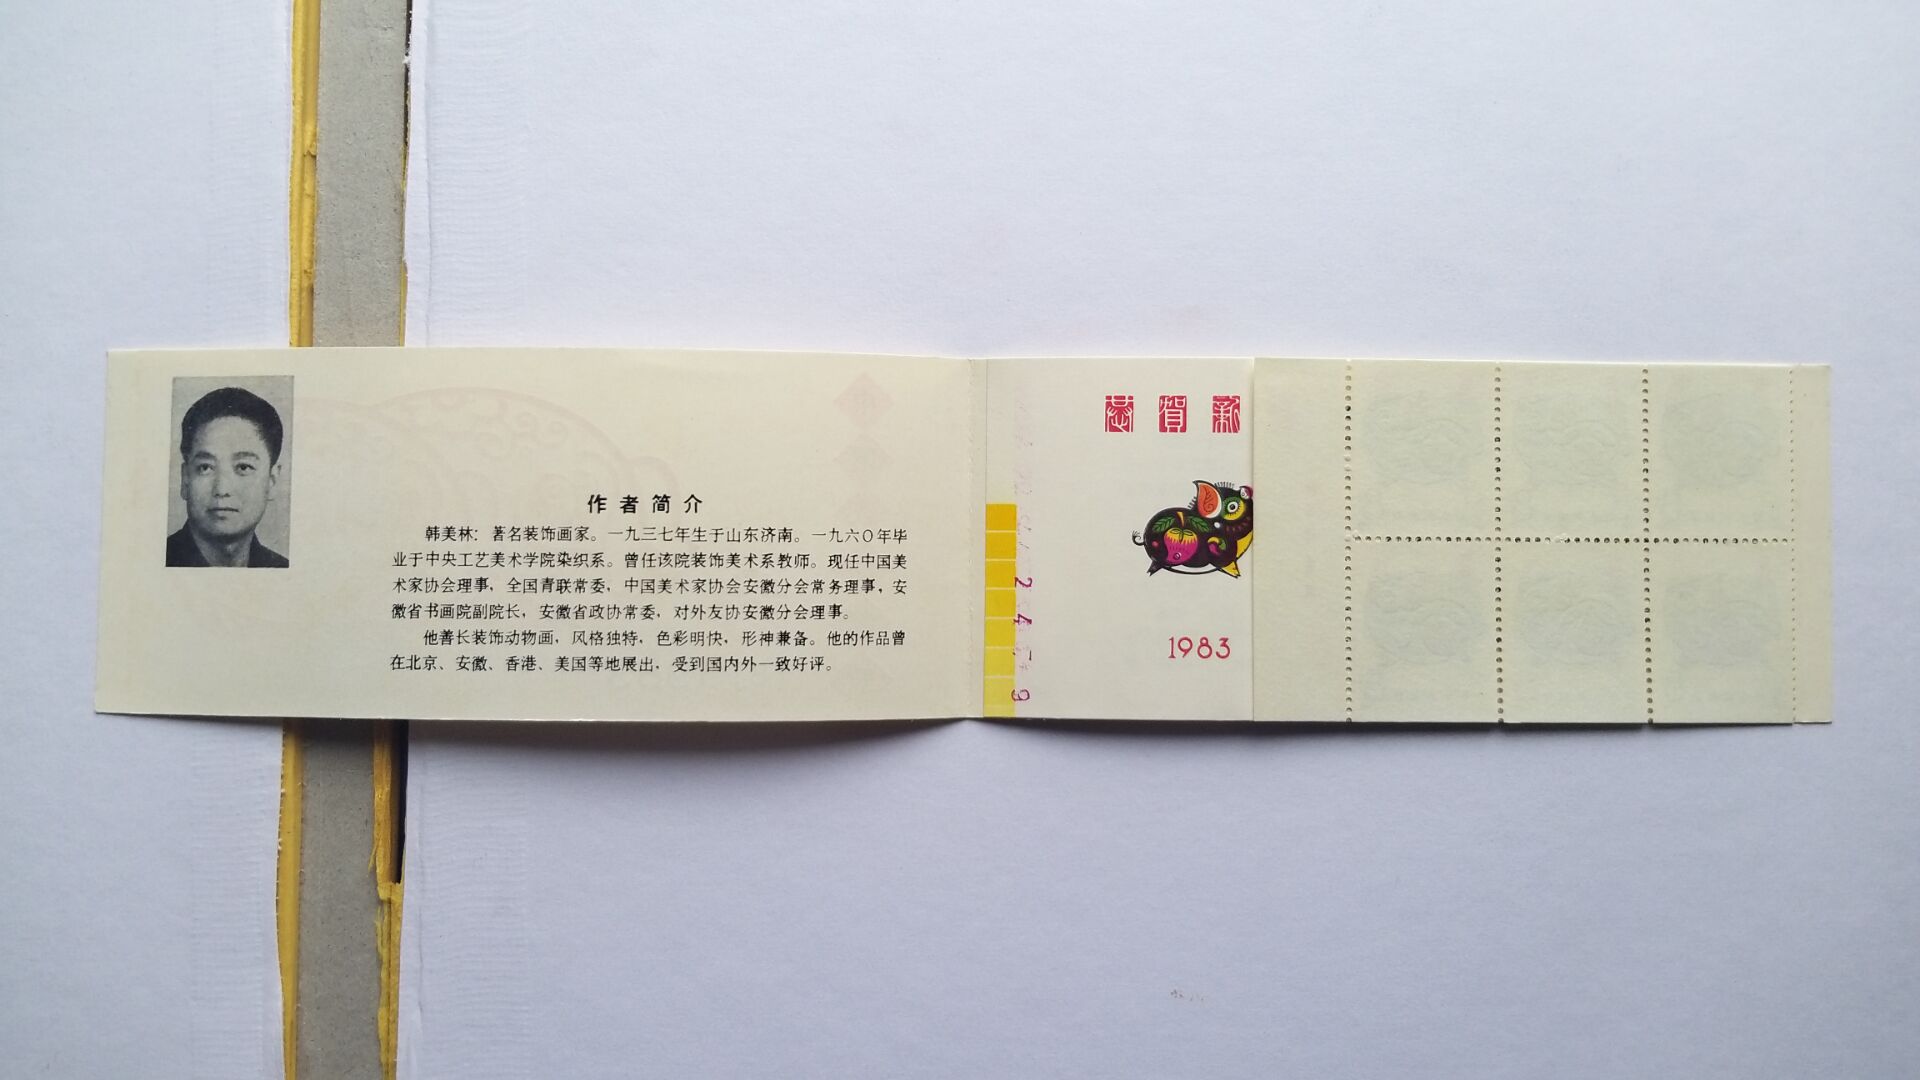 作者简介
韩美林：著名装饰画家。一九三七年生于山东济南。一九六〇年毕
业于中央工艺美术学院染织系。曾任该院装饰美术系教师。现任中国美
术家协会理事，全国青联常委，中国美术家协会安徽分会常务理事，安
徽省书画院副院长，安徽省政协常委，对外友协安徽分会理事。
他善长装饰动物画，风格独特，色彩明快，形神兼备。他的作品曾
在北京、安徽、香港、美国等地展出，受到国内外一致好评。
恭賀新
1983